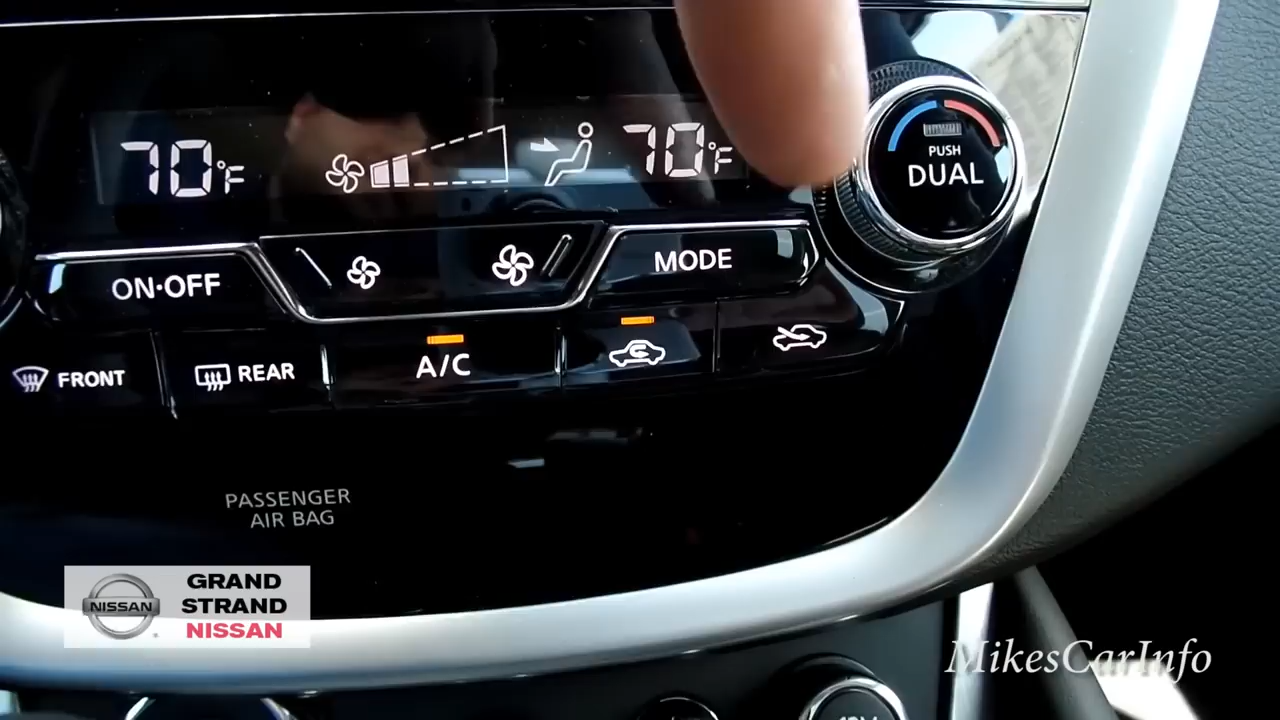 70°F
70°F
PUSH
DUAL
ON•OFF
MODE
FRONT
REAR
A/C
PASSENGER
AIR BAG
NISSAN
GRAND
STRAND
NISSAN
MikesCarInfo